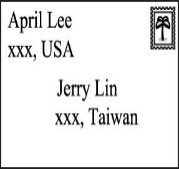 April Lee
xxx, USA
Jerry Lin
xxx, Taiwan